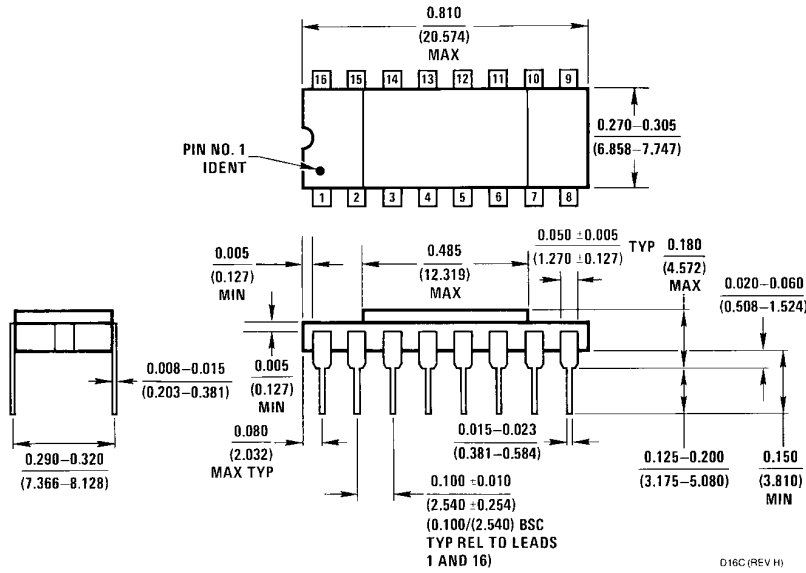 0.810
(20.574)
MAX
16 15 14 13 12 11 10 9
PIN NO. 1
IDENT
0.270–0.305
(6.858–7.747)
1 2 3 4 5 6 7 8
0.005
(0.127)
MIN
0.485
(12.319)
MAX
0.050 ±0.005
(1.270 ±0.127)
TYP
0.180
(4.572)
MAX
0.020–0.060
(0.508–1.524)
0.008–0.015
(0.203–0.381)
0.005
(0.127)
MIN
0.290–0.320
(7.366–8.128)
0.080
(2.032)
MAX TYP
0.015–0.023
(0.381–0.584)
0.100 ±0.010
(2.540 ±0.254)
(0.100/(2.540) BSC
TYP REL TO LEADS
1 AND 16)
0.125–0.200
(3.175–5.080)
0.150
(3.810)
MIN
D16C (REV H)